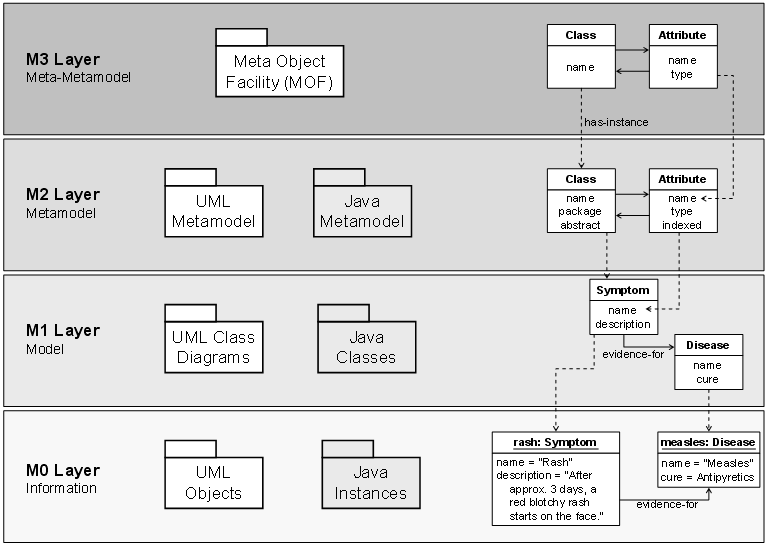 M3 Layer
Meta-Metamodel
Meta Object
Facility (MOF)
Class
name
Attribute
name
type
has-instance
M2 Layer
Metamodel
UML
Metamodel
Java
Metamodel
Class
name
package
abstract
Attribute
name
type
indexed
M1 Layer
Model
UML Class
Diagrams
Java
Classes
Symptom
name
description
evidence-for
Disease
name
cure
M0 Layer
Information
UML
Objects
Java
Instances
rash: Symptom
name = "Rash"
description = "After
approx. 3 days, a
red blotchy rash
starts on the face."
evidence-for
measles: Disease
name = "Measles"
cure = Antipyretics